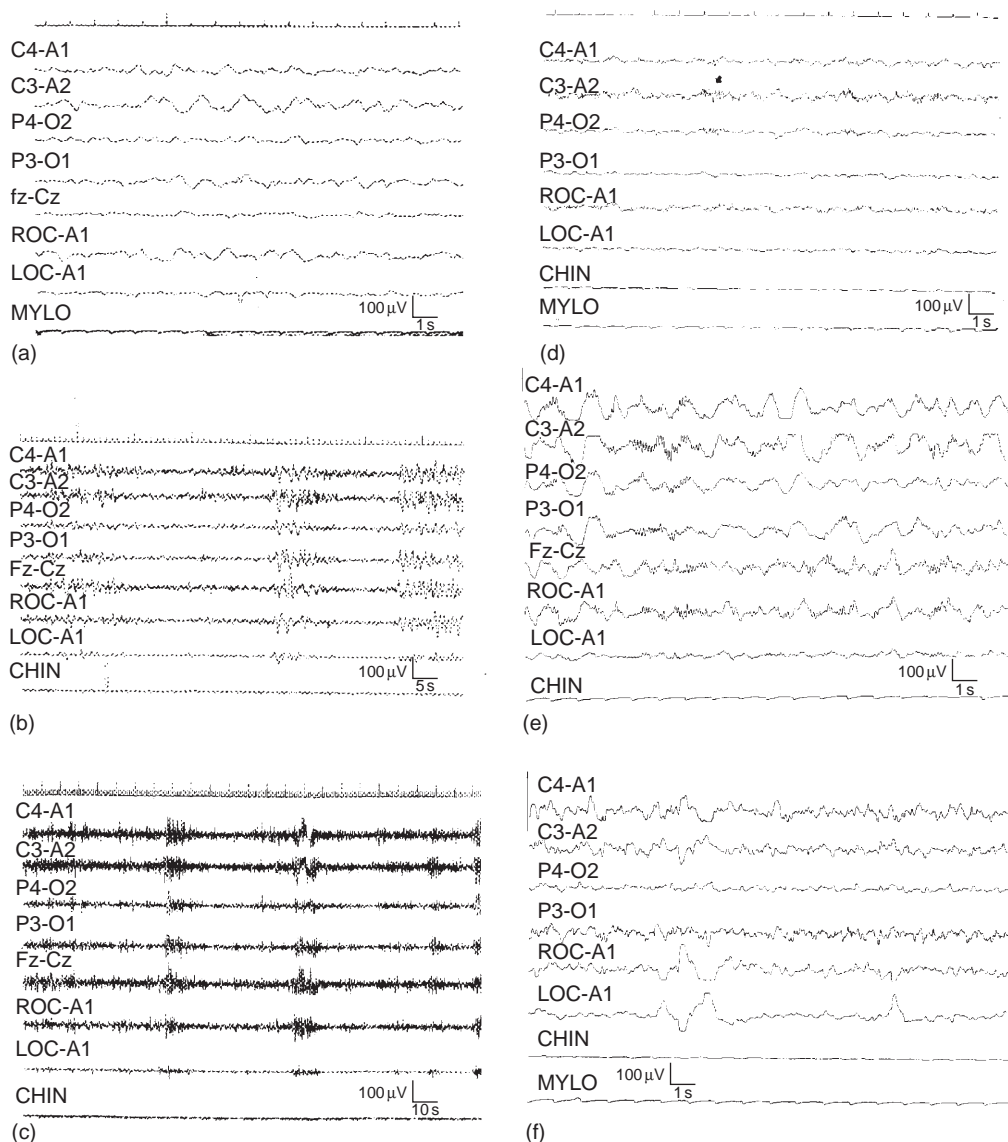 C4-A1
C3-A2
P4-O2
P3-O1
fz-Cz
ROC-A1
LOC-A1
MYLO
100 µV
1 s
(a)
C4-A1
C3-A2
P4-O2
P3-O1
Fz-Cz
ROC-A1
LOC-A1
CHIN
100 µV
5 s
(b)
C4-A1
C3-A2
P4-O2
P3-O1
Fz-Cz
ROC-A1
LOC-A1
CHIN
100 µV
10 s
(c)
C4-A1
C3-A2
P4-O2
P3-O1
ROC-A1
LOC-A1
CHIN
MYLO
100 µV
1 s
(d)
C4-A1
C3-A2
P4-O2
P3-O1
Fz-Cz
ROC-A1
LOC-A1
CHIN
100 µV
1 s
(e)
C4-A1
C3-A2
P4-O2
P3-O1
ROC-A1
LOC-A1
CHIN
MYLO
100 µV
1 s
(f)